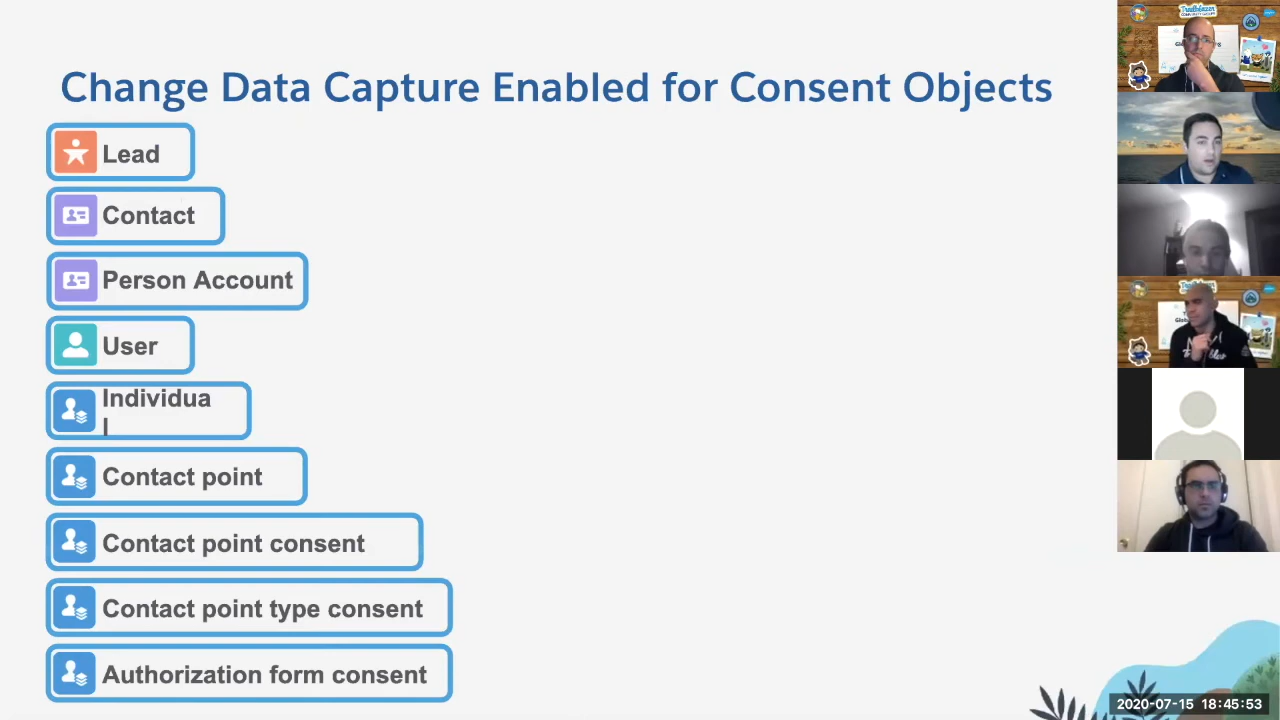 Change Data Capture Enabled for Consent Objects
Lead
Contact
Person Account
User
Individua
l
Contact point
Contact point consent
Contact point type consent
Authorization form consent
2020-07-15 18:45:53